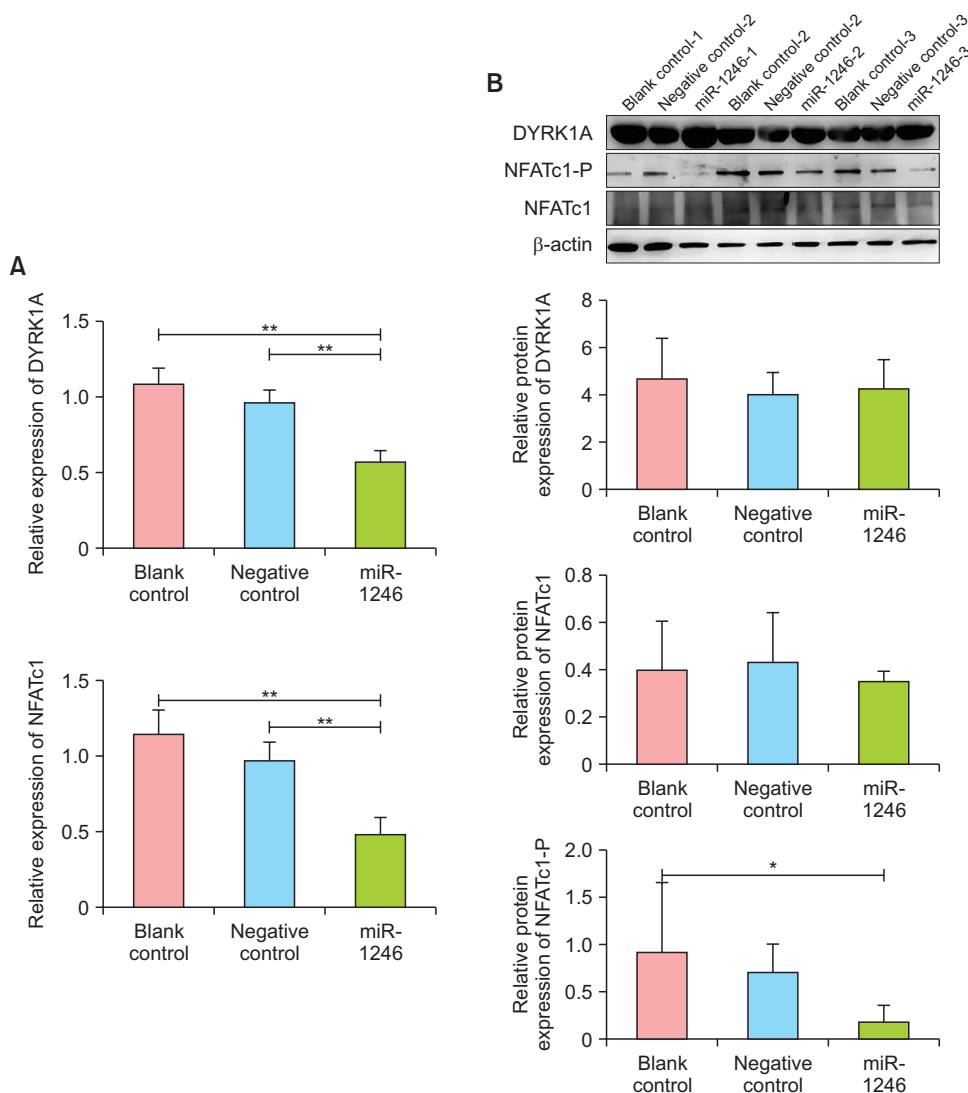 A
Relative expression of DYRK1A
1.5
1.0
0.5
0
**
**
Blank control
Negative control
miR-1246
Relative expression of NFATc1
1.5
1.0
0.5
0
**
**
Blank control
Negative control
miR-1246
B
Blank control-1
Negative control-2
miR-1246-1
Blank control-2
Negative control-2
miR-1246-2
Blank control-3
Negative control-3
miR-1246-3
DYRK1A
NFATc1-P
NFATc1
β-actin
Relative protein
expression of DYRK1A
8
6
4
2
0
Blank
control
Negative
control
miR-
1246
Relative protein
expression of NFATc1
0.8
0.6
0.4
0.2
0
Blank
control
Negative
control
miR-
1246
Relative protein
expression of NFATc1-P
2.0
1.5
1.0
0.5
0
*
Blank
control
Negative
control
miR-
1246